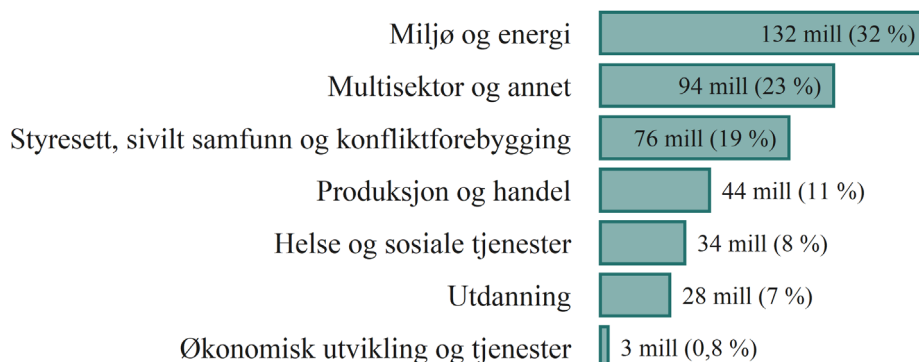 Miljø og energi 132 mill (32 %)
Multisektor og annet 94 mill (23 %)
Styresett, sivilt samfunn og konfliktforebygging 76 mill (19 %)
Produksjon og handel 44 mill (11 %)
Helse og sosiale tjenester 34 mill (8 %)
Utdanning 28 mill (7 %)
Økonomisk utvikling og tjenester 3 mill (0,8 %)